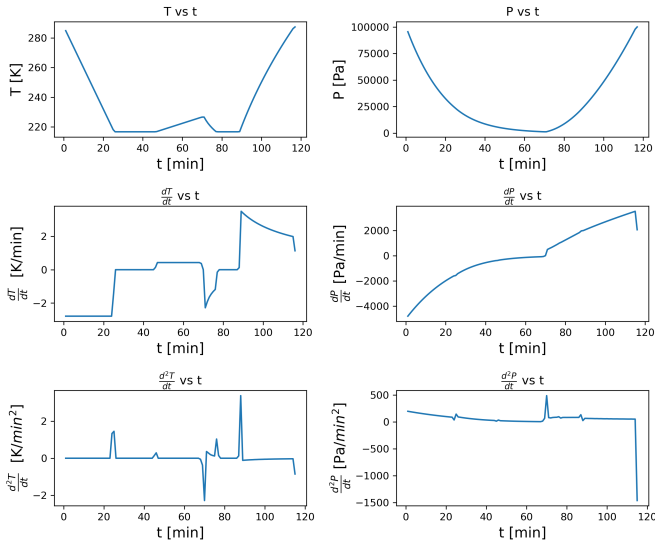 T vs t
280
260
240
220
T [K]
0 20 40 60 80 100 120
t [min]
P vs t
100000
75000
50000
25000
0
P [Pa]
0 20 40 60 80 100 120
t [min]
dT/dt vs t
2
0
−2
dT/dt [K/min]
0 20 40 60 80 100 120
t [min]
dP/dt vs t
2000
0
−2000
−4000
dP/dt [Pa/min]
0 20 40 60 80 100 120
t [min]
d²T/dt vs t
2
0
−2
d²T/dt [K/min²]
0 20 40 60 80 100 120
t [min]
d²P/dt vs t
500
0
−500
−1000
−1500
d²P/dt [Pa/min²]
0 20 40 60 80 100 120
t [min]